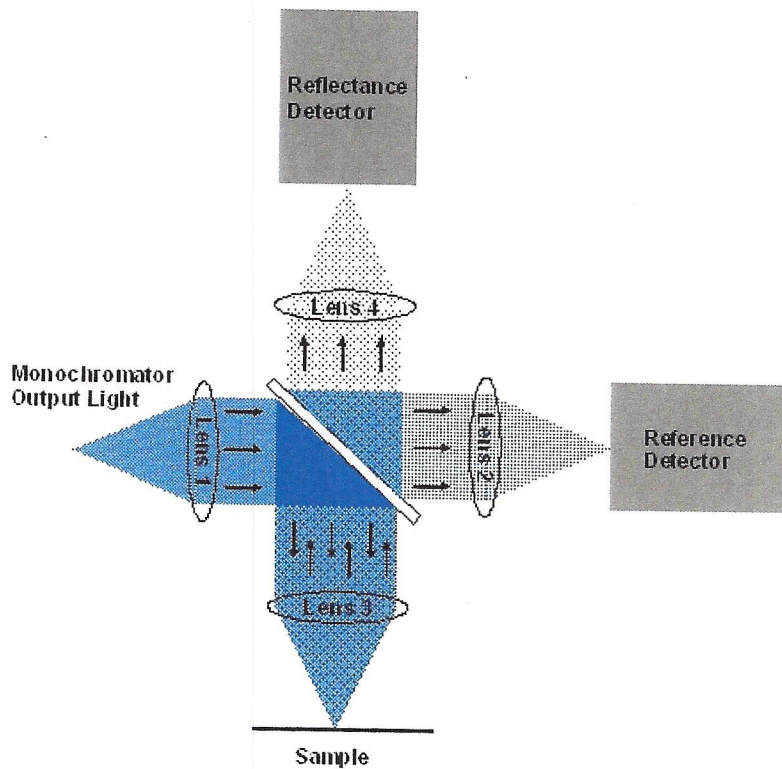 Reflectance
Detector
Lens 4
Monochromator
Output Light
Lens 1
Lens 2
Reference
Detector
Lens 3
Sample